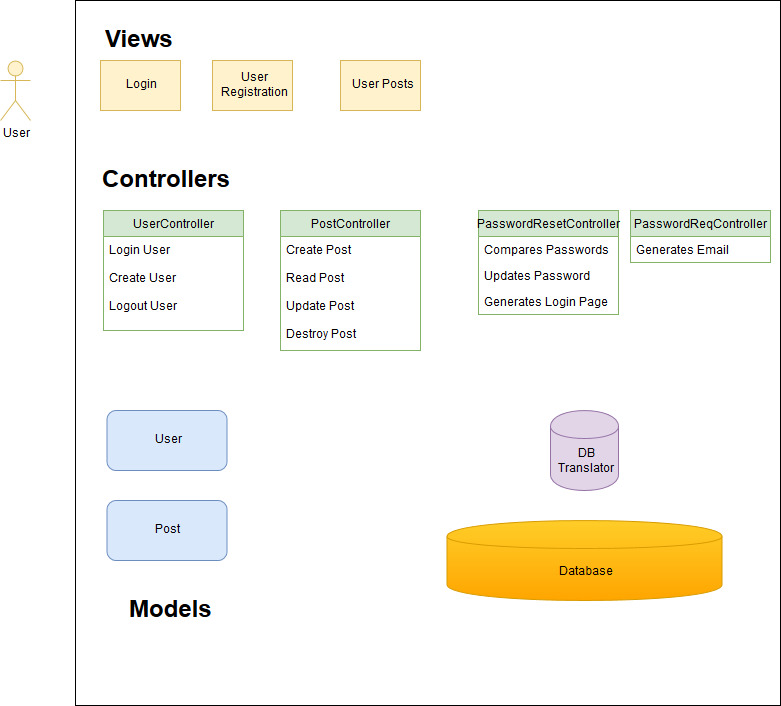 Views
Login
User
Registration
User Posts
User
Controllers
UserController
Login User
Create User
Logout User
PostController
Create Post
Read Post
Update Post
Destroy Post
PasswordResetController
Compares Passwords
Updates Password
Generates Login Page
PasswordReqController
Generates Email
User
Post
Models
DB
Translator
Database